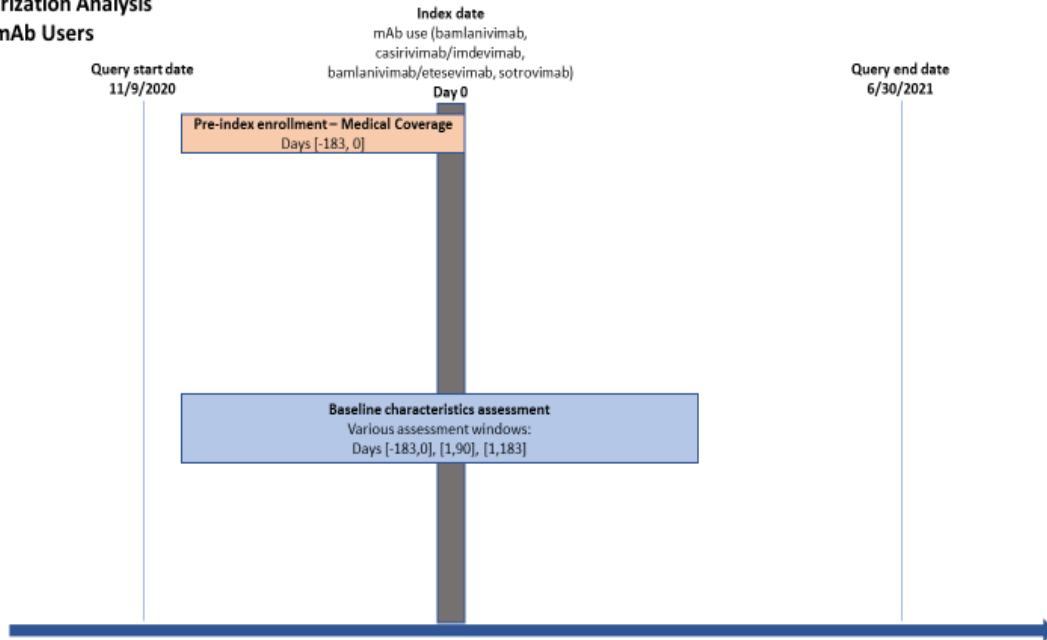 rization Analysis
mAb Users
Index date
mAb use (bamlanivimab,
casirivimab/imdevimab,
bamlanivimab/etesevimab, sotrovimab)
Day 0
Query start date
11/9/2020
Query end date
6/30/2021
Pre-index enrollment – Medical Coverage
Days [-183, 0]
Baseline characteristics assessment
Various assessment windows:
Days [-183,0], [1,90], [1,183]